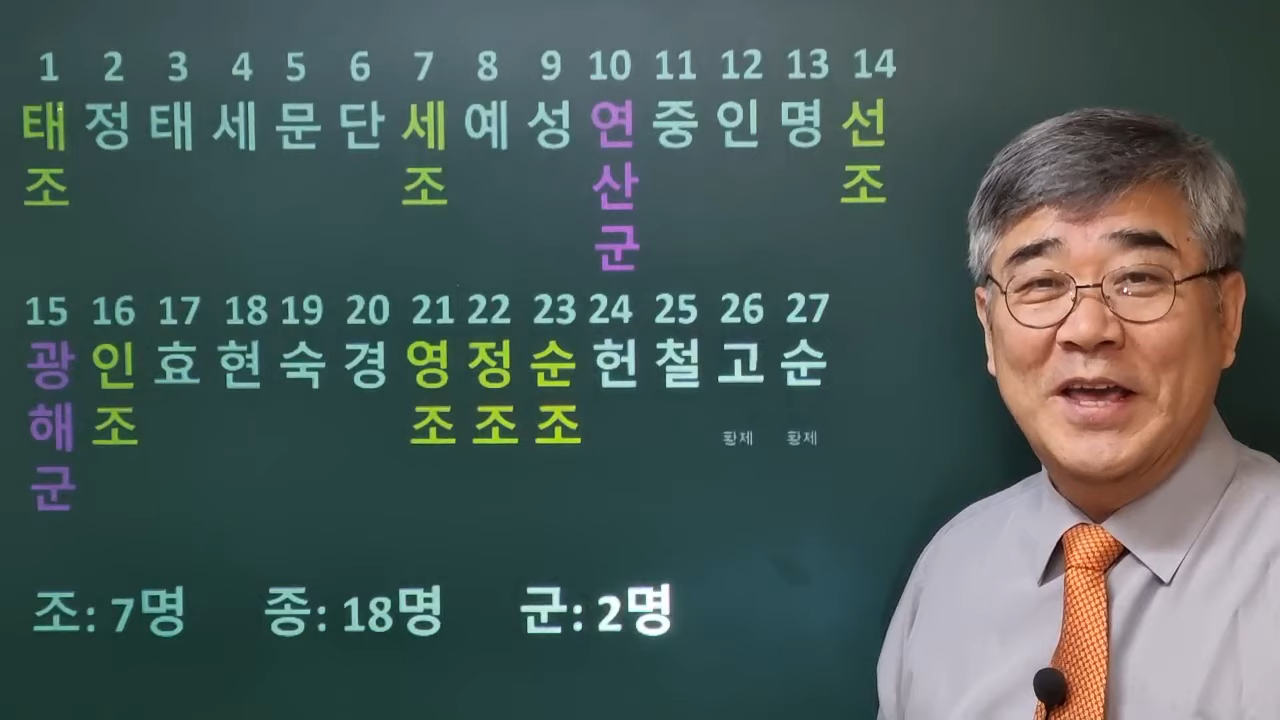 1 2 3 4 5 6 7 8 9 10 11 12 13 14
태조 정 태 세 문 단 세조 예 성 연산군 중 인 명 선조
15 16 17 18 19 20 21 22 23 24 25 26 27
광해군 인조 효 현 숙 경 영조 정조 순조 헌 철 고 순
황제 황제
조: 7명 종: 18명 군: 2명